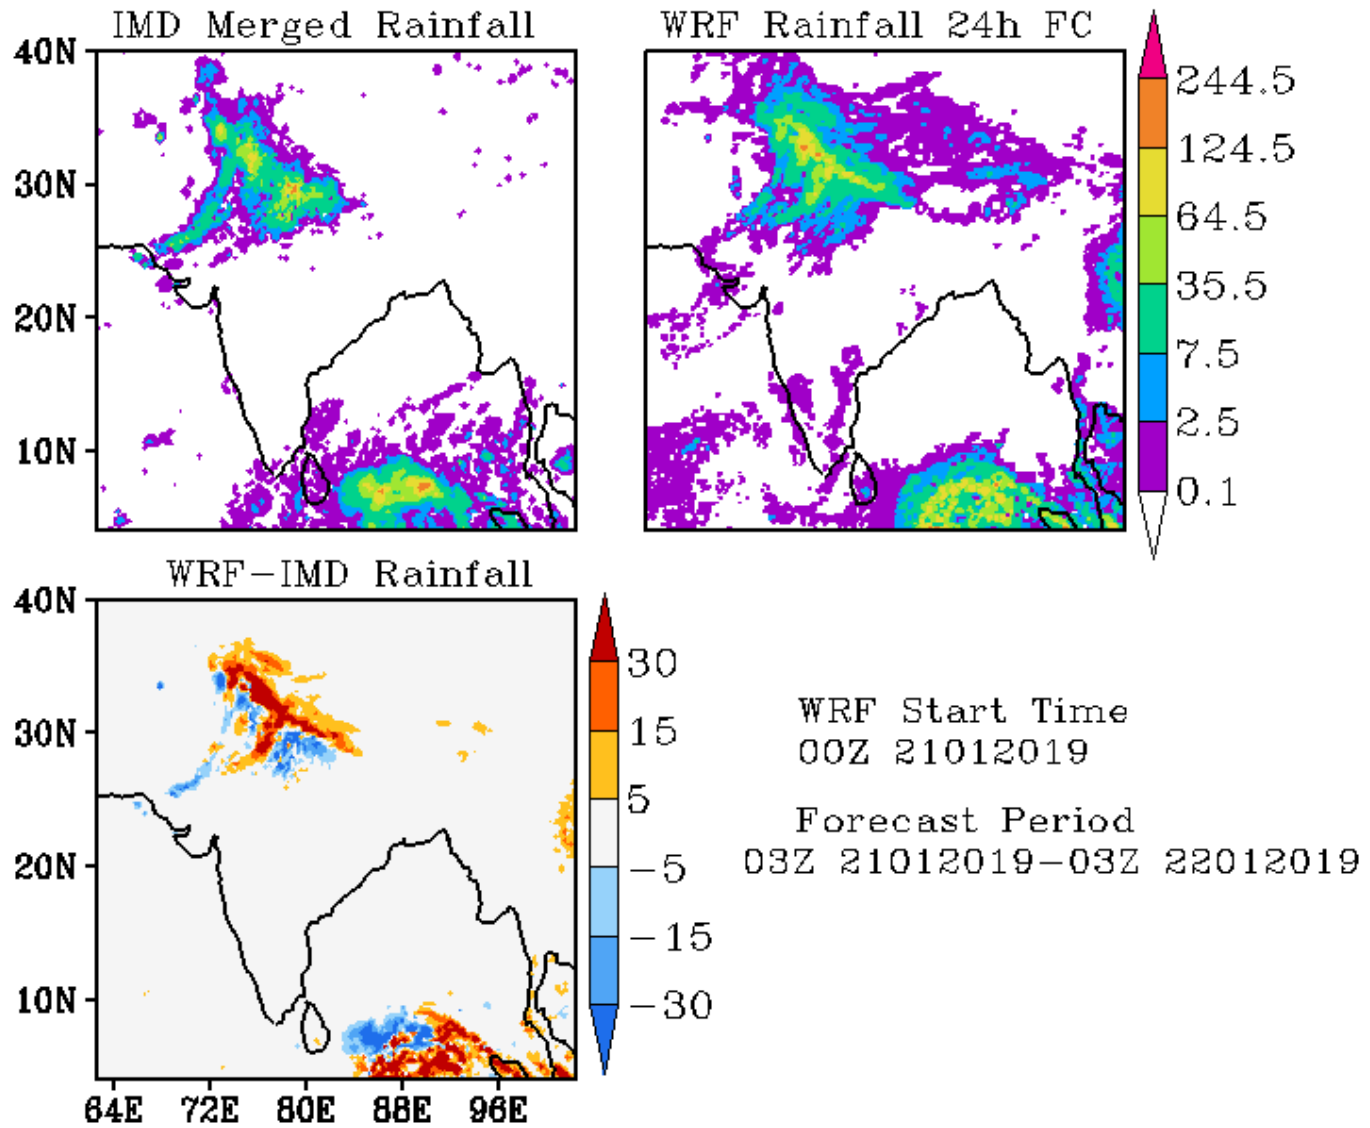 IMD Merged Rainfall
WRF Rainfall 24h FC
40N
30N
20N
10N
244.5
124.5
64.5
35.5
7.5
2.5
0.1
WRF-IMD Rainfall
40N
30N
20N
10N
64E 72E 80E 88E 96E
30
15
5
-5
-15
-30
WRF Start Time
00Z 21012019
Forecast Period
03Z 21012019-03Z 22012019